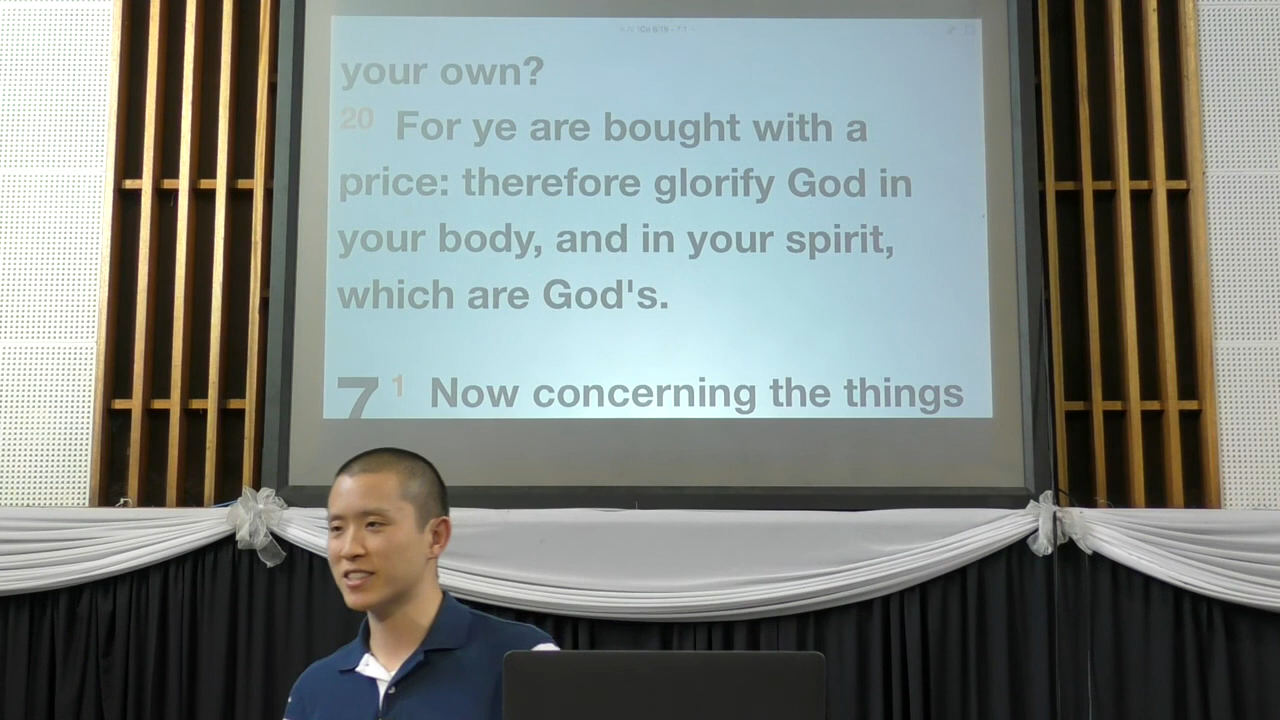 your own?
20 For ye are bought with a
price: therefore glorify God in
your body, and in your spirit,
which are God's.
7 1 Now concerning the things